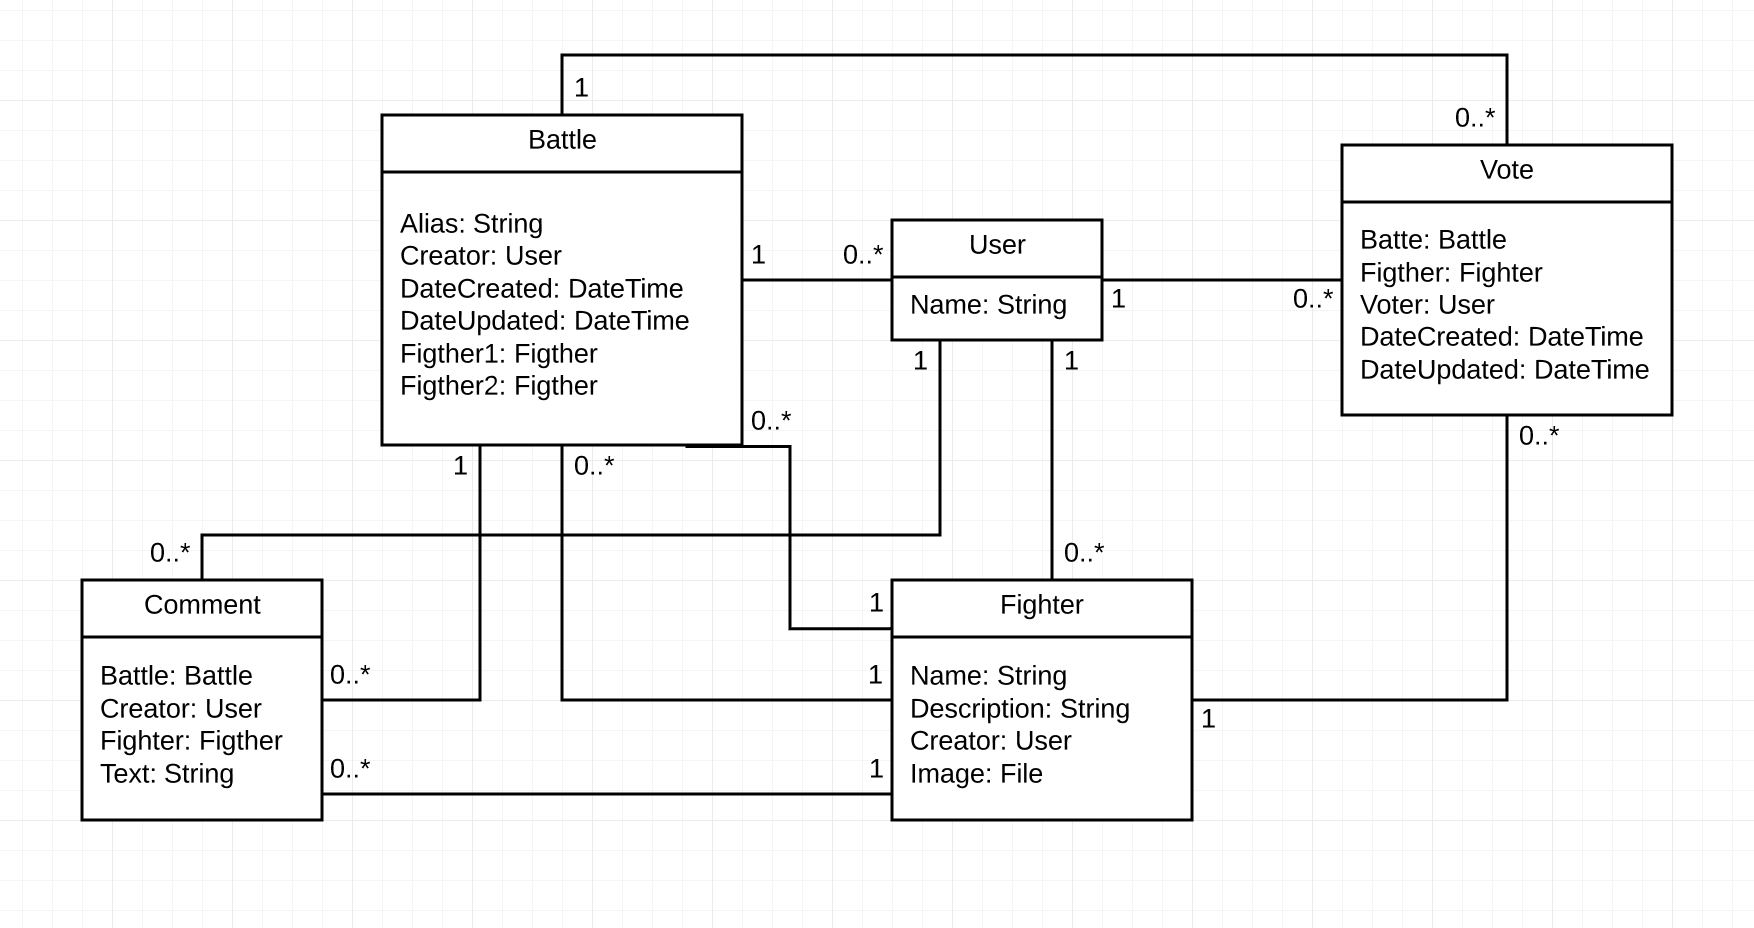 1
0..*
Battle
Alias: String
Creator: User
DateCreated: DateTime
DateUpdated: DateTime
Figther1: Figther
Figther2: Figther
1
0..*
User
Name: String
1
0..*
Vote
Batte: Battle
Figther: Fighter
Voter: User
DateCreated: DateTime
DateUpdated: DateTime
1
1
0..*
0..*
1
0..*
0..*
0..*
Comment
Battle: Battle
Creator: User
Fighter: Figther
Text: String
0..*
0..*
1
1
1
Fighter
Name: String
Description: String
Creator: User
Image: File
1